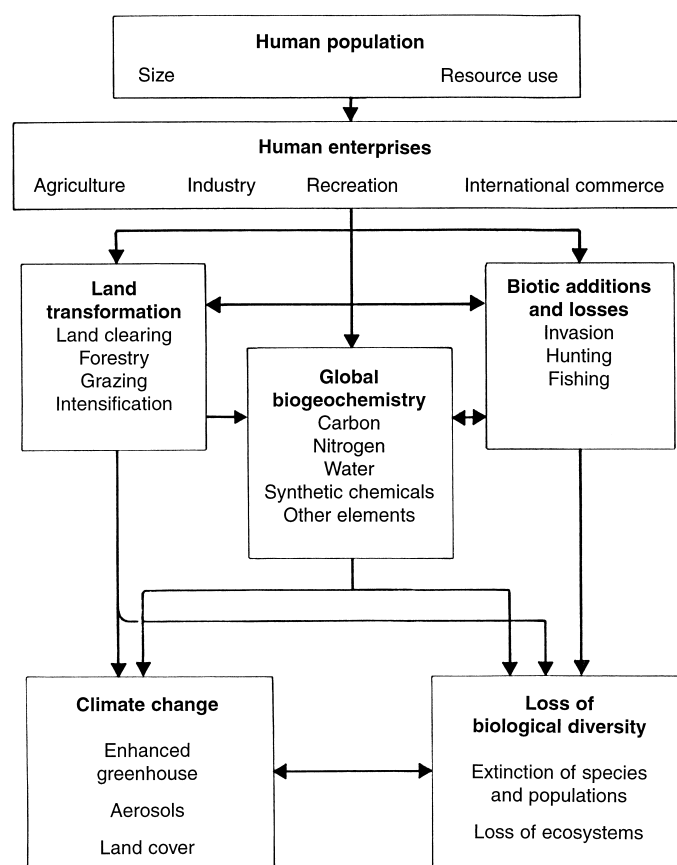 Human population
Size Resource use
Human enterprises
Agriculture Industry Recreation International commerce
Land
transformation
Land clearing
Forestry
Grazing
Intensification
Biotic additions
and losses
Invasion
Hunting
Fishing
Global
biogeochemistry
Carbon
Nitrogen
Water
Synthetic chemicals
Other elements
Climate change
Enhanced
greenhouse
Aerosols
Land cover
Loss of
biological diversity
Extinction of species
and populations
Loss of ecosystems